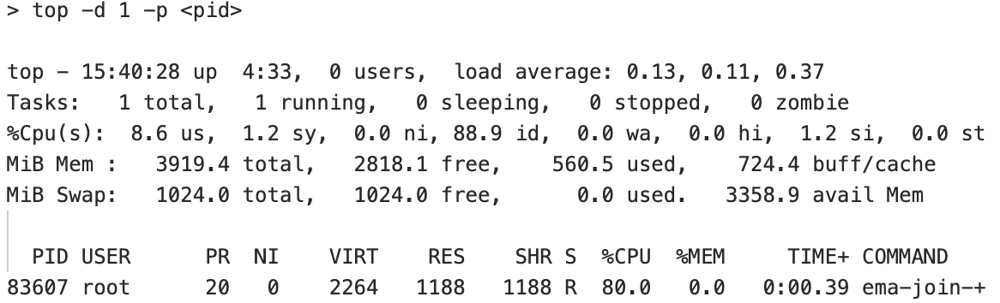 > top -d 1 -p <pid>
top - 15:40:28 up  4:33,  0 users,  load average: 0.13, 0.11, 0.37
Tasks:   1 total,   1 running,   0 sleeping,   0 stopped,   0 zombie
%Cpu(s):  8.6 us,  1.2 sy,  0.0 ni, 88.9 id,  0.0 wa,  0.0 hi,  1.2 si,  0.0 st
MiB Mem :   3919.4 total,   2818.1 free,    560.5 used,    724.4 buff/cache
MiB Swap:   1024.0 total,   1024.0 free,      0.0 used.   3358.9 avail Mem
  PID USER      PR  NI    VIRT    RES    SHR S  %CPU  %MEM     TIME+ COMMAND
83607 root      20   0    2264   1188   1188 R  80.0   0.0   0:00.39 ema-join-+